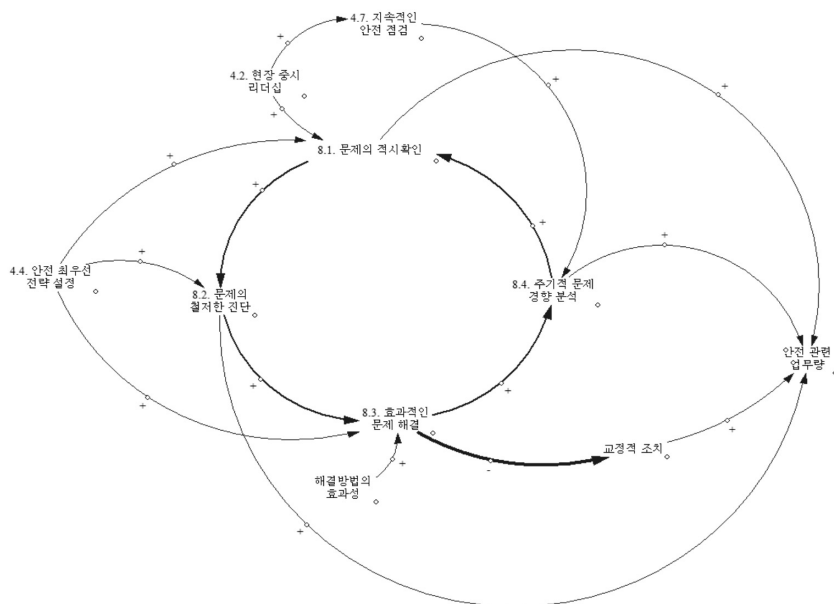 4.7. 지속적인
안전 점검
4.2. 현장 중시
리더십
8.1. 문제의 적시확인
4.4. 안전 최우선
전략 설정
8.2. 문제의
철저한 진단
8.4. 주기적 문제
경향 분석
안전 관련
업무량
8.3. 효과적인
문제 해결
교정적 조치
해결방법의
효과성